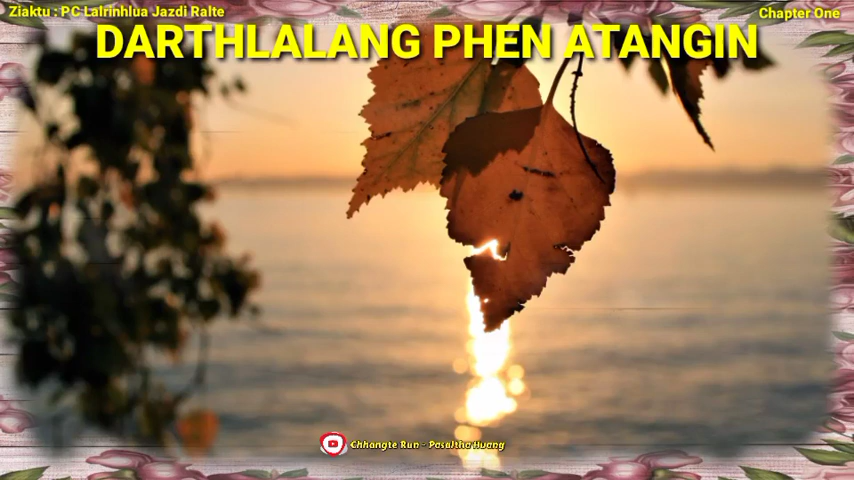 Ziaktu : PC Lalrinhlua Jazdi Ralte
Chapter One
DARTHLALANG PHEN ATANGIN
Chhangte Run - Pasaltha Huang